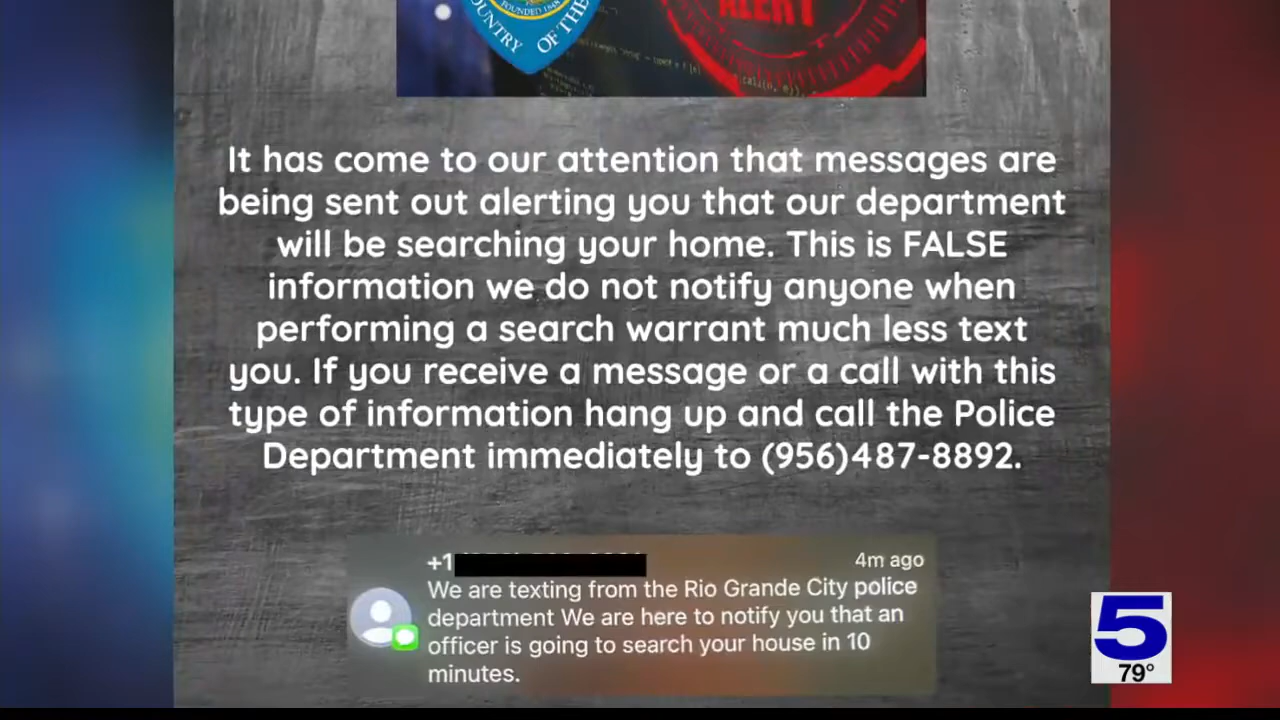 ALERT
FOUNDED 1848
COUNTRY OF THE
It has come to our attention that messages are
being sent out alerting you that our department
will be searching your home. This is FALSE
information we do not notify anyone when
performing a search warrant much less text
you. If you receive a message or a call with this
type of information hang up and call the Police
Department immediately to (956)487-8892.
+1
4m ago
We are texting from the Rio Grande City police
department We are here to notify you that an
officer is going to search your house in 10
minutes.
5
79°